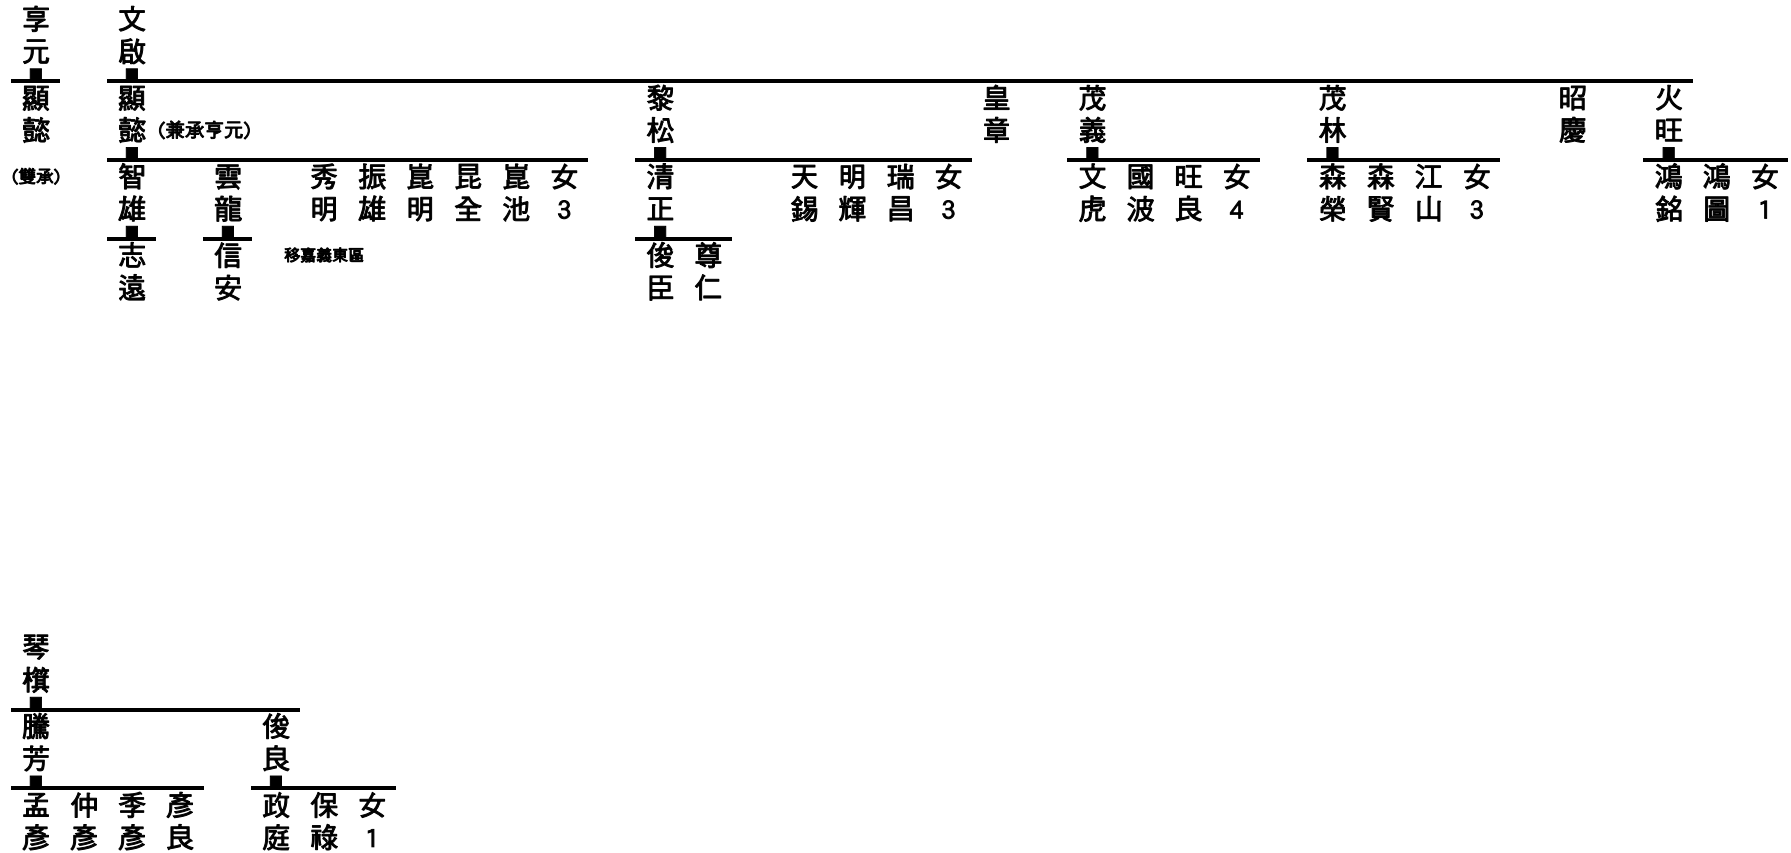 享元 文啟
顯懿 顯懿 (兼承亨元) 黎松 皇章 茂義 茂林 昭慶 火旺
(雙承) 智雄 雲龍 秀明 振雄 崑明 昆全 崑池 女3 清正 天錫 明輝 瑞昌 女3 文虎 國波 旺良 女4 森榮 森賢 江山 女3 鴻銘 鴻圖 女1
志遠 信安 移嘉義東區 俊臣 尊仁
琴檟
騰芳 俊良
孟彥 仲彥 季彥 彥良 政庭 保祿 女1